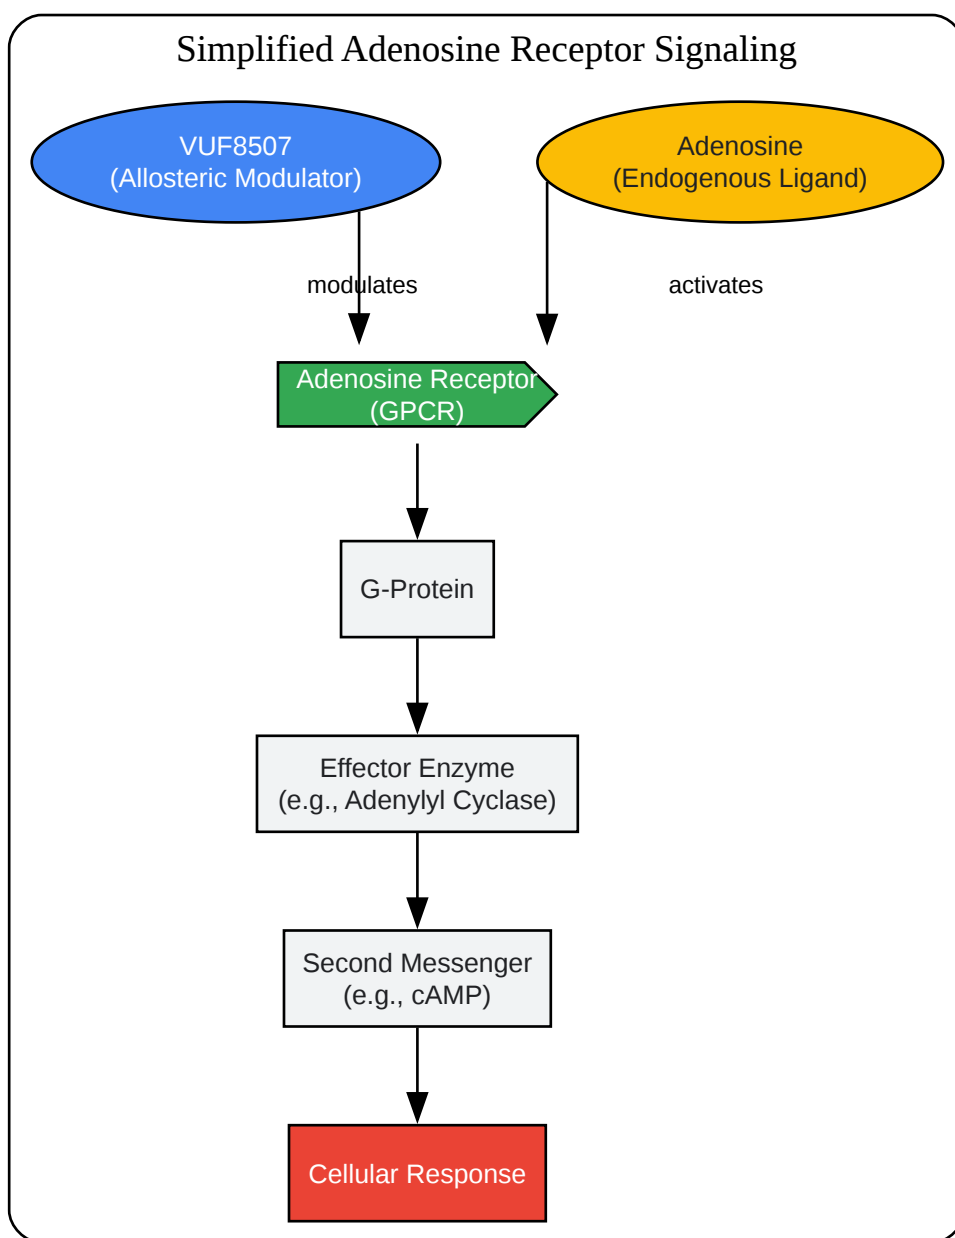 Simplified Adenosine Receptor Signaling
VUF8507
(Allosteric Modulator)
Adenosine
(Endogenous Ligand)
modulates
activates
Adenosine Receptor
(GPCR)
G-Protein
Effector Enzyme
(e.g., Adenylyl Cyclase)
Second Messenger
(e.g., cAMP)
Cellular Response